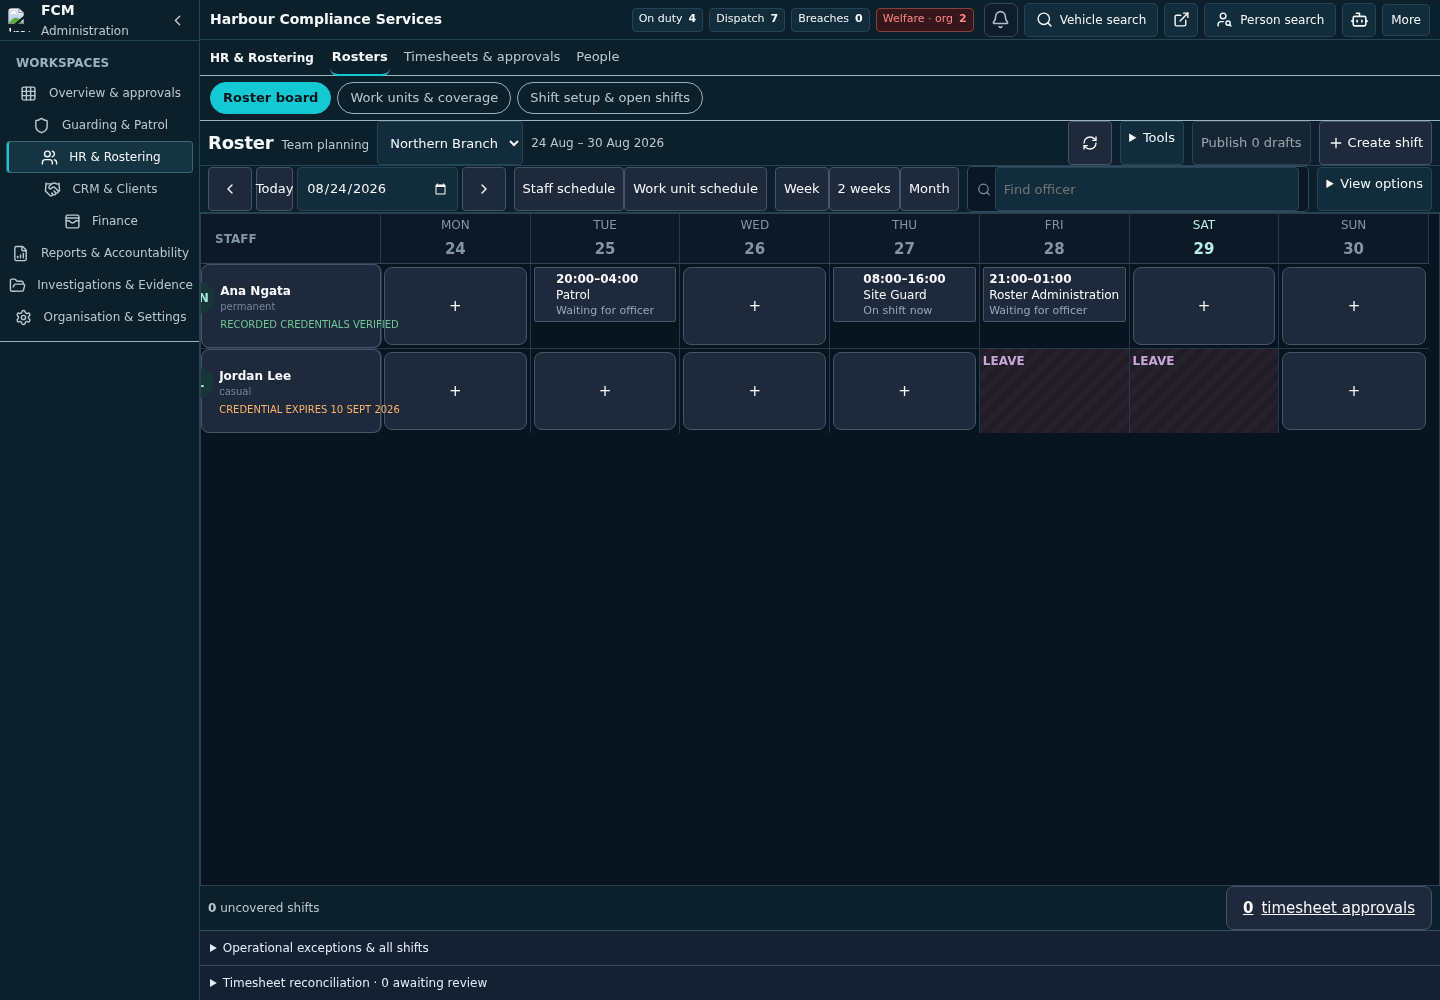 FCM
Administration
WORKSPACES
Overview & approvals
Guarding & Patrol
HR & Rostering
CRM & Clients
Finance
Reports & Accountability
Investigations & Evidence
Organisation & Settings
Harbour Compliance Services
On duty 4
Dispatch 7
Breaches 0
Welfare · org 2
Vehicle search
Person search
More
HR & Rostering
Rosters
Timesheets & approvals
People
Roster board
Work units & coverage
Shift setup & open shifts
Roster Team planning
Northern Branch
24 Aug – 30 Aug 2026
Tools
Publish 0 drafts
+ Create shift
Today
08/24/2026
Staff schedule
Work unit schedule
Week
2 weeks
Month
Find officer
View options
STAFF
MON
24
TUE
25
WED
26
THU
27
FRI
28
SAT
29
SUN
30
N
Ana Ngata
permanent
RECORDED CREDENTIALS VERIFIED
+
20:00–04:00
Patrol
Waiting for officer
+
08:00–16:00
Site Guard
On shift now
21:00–01:00
Roster Administration
Waiting for officer
+
+
Jordan Lee
casual
CREDENTIAL EXPIRES 10 SEPT 2026
+
+
+
+
LEAVE
LEAVE
+
0 uncovered shifts
0 timesheet approvals
Operational exceptions & all shifts
Timesheet reconciliation · 0 awaiting review